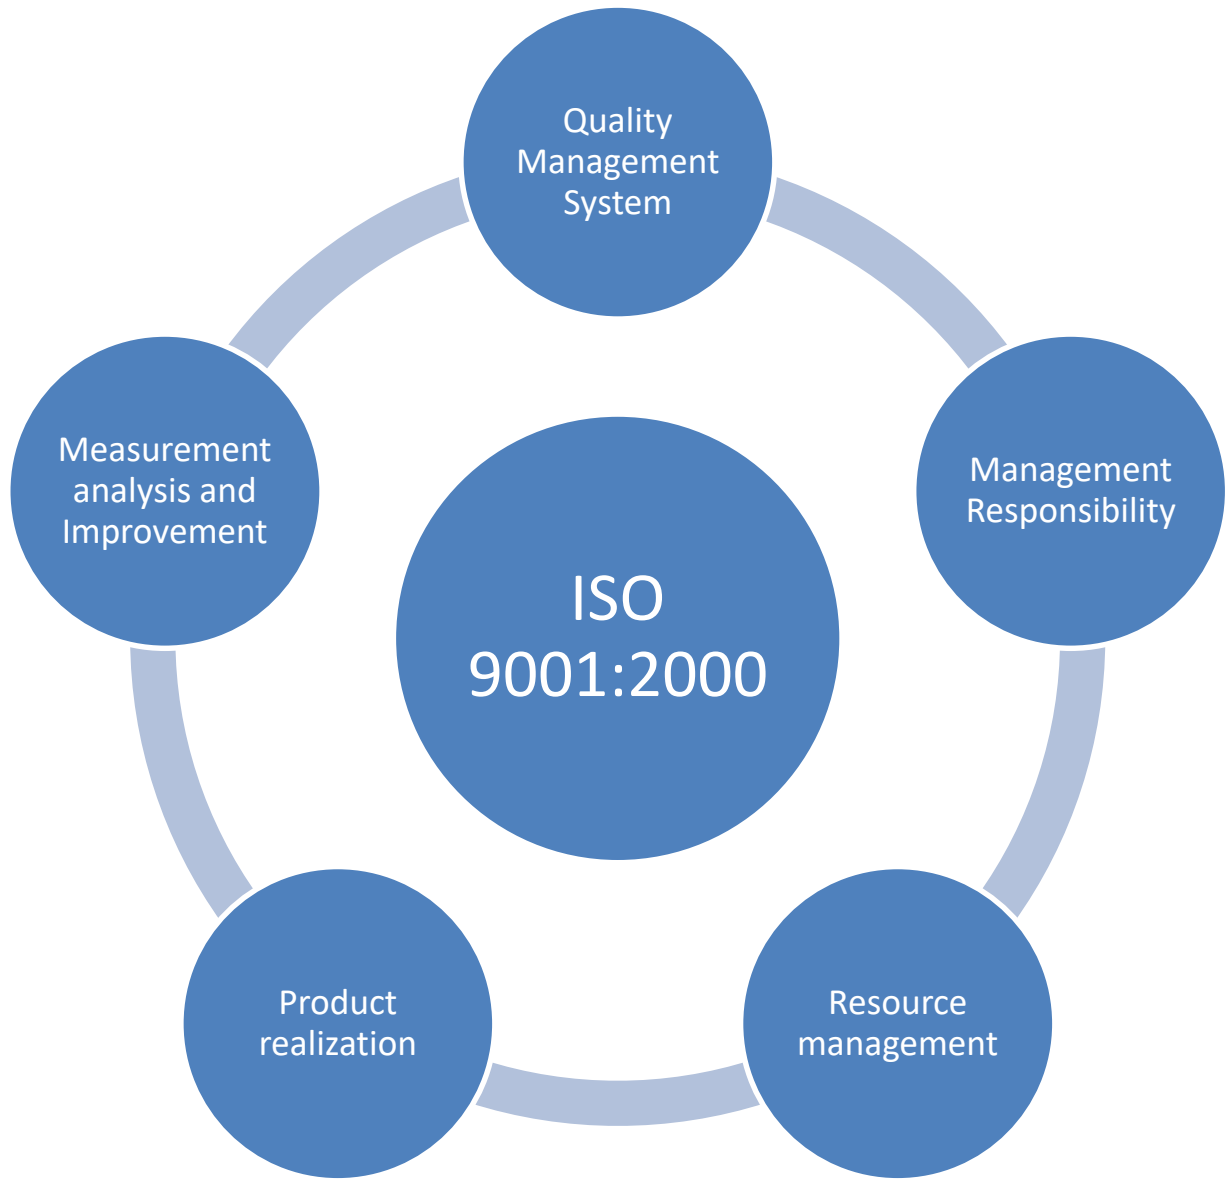 Quality
Management
System
Management
Responsibility
Resource
management
Product
realization
Measurement
analysis and
Improvement
ISO
9001:2000